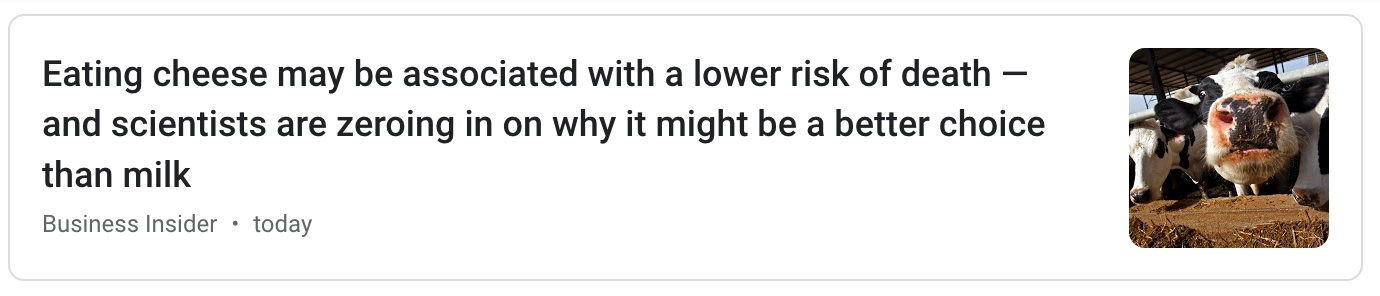 Eating cheese may be associated with a lower risk of death —
and scientists are zeroing in on why it might be a better choice
than milk
Business Insider • today